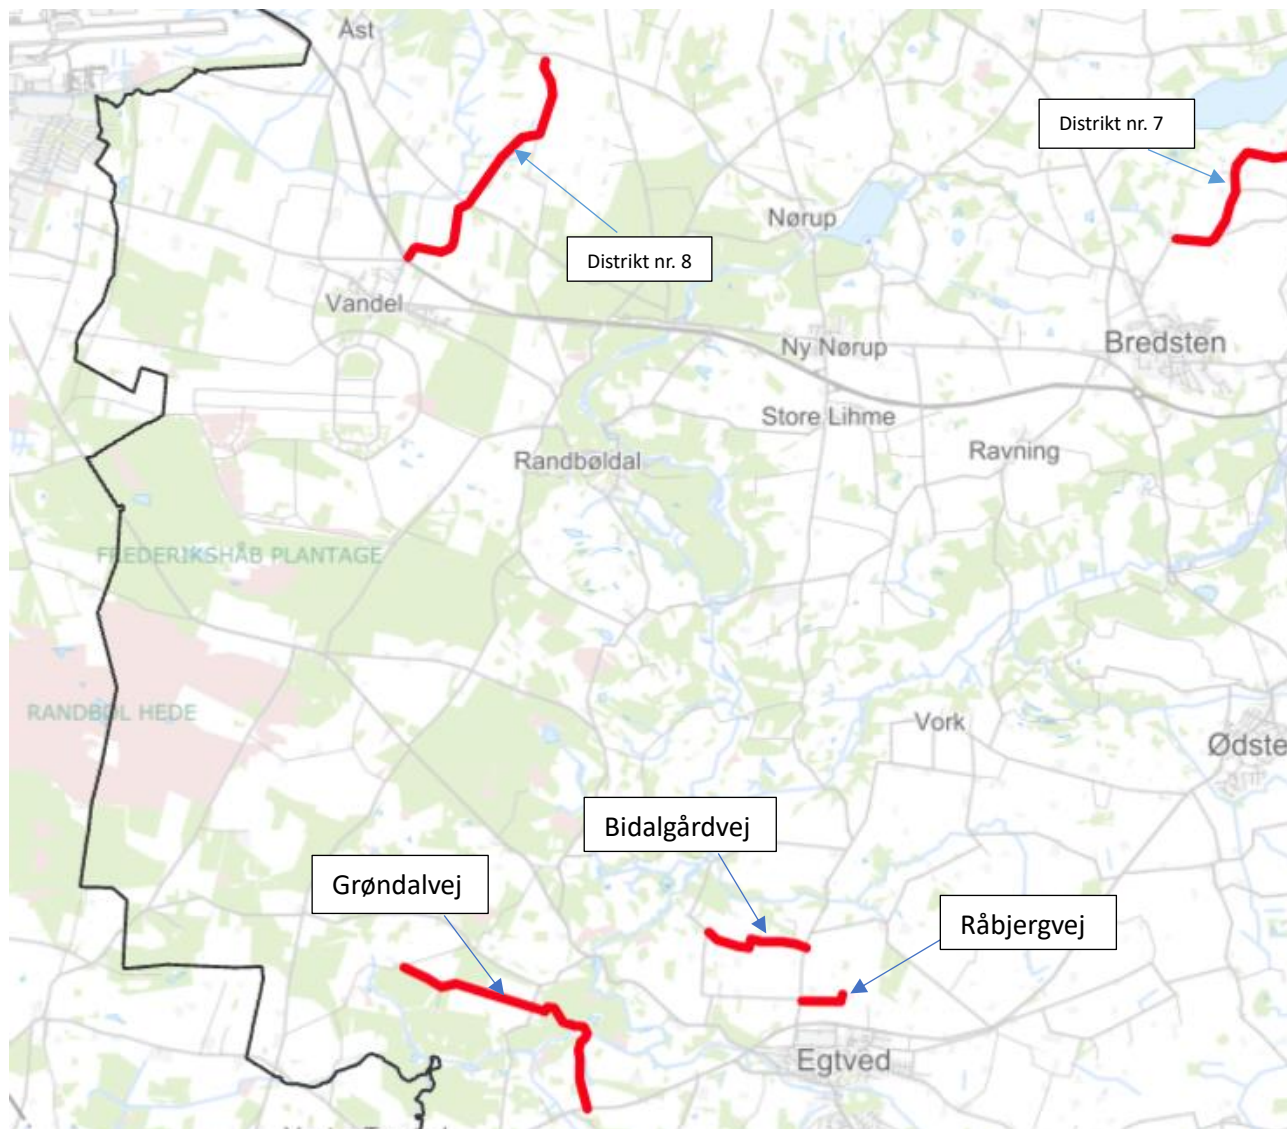 Åst
Distrikt nr. 7
Nørup
Distrikt nr. 8
Vandel
Ny Nørup
Bredsten
Store Lihme
Ravning
Randbøldal
FREDERIKSHÅB PLANTAGE
RANDBØL HEDE
Vork
Ødste
Bidalgårdvej
Grøndalvej
Råbjergvej
Egtved